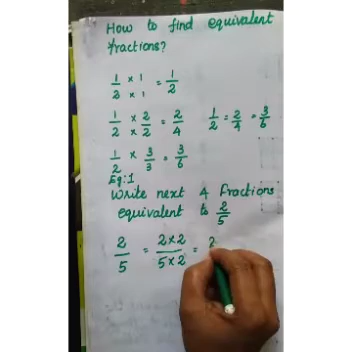 How to find equivalent
fractions?
1/2 × 1/1 = 1/2
1/2 × 2/2 = 2/4 1/2 = 2/4 = 3/6
1/2 × 3/3 = 3/6
Eg:1
Write next 4 fractions
equivalent to 2/5
2/5 = 2×2/5×2 =